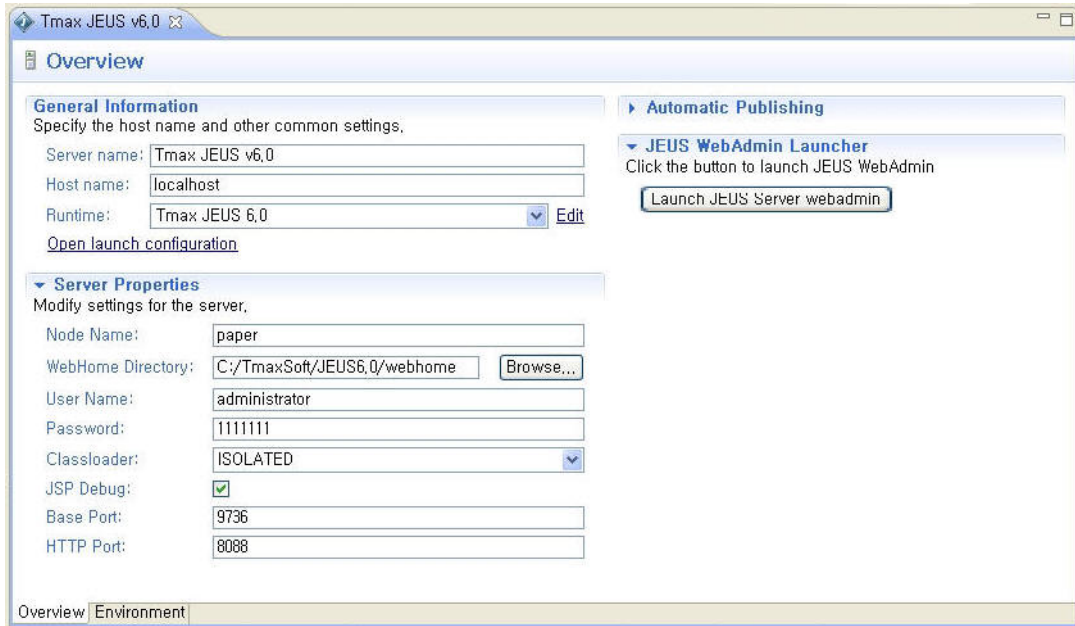 Tmax JEUS v6,0
Overview
General Information
Specify the host name and other common settings,
Server name: Tmax JEUS v6,0
Host name: localhost
Runtime: Tmax JEUS 6,0 Edit
Open launch configuration
Server Properties
Modify settings for the server,
Node Name: paper
WebHome Directory: C:/TmaxSoft/JEUS6,0/webhome Browse,,,
User Name: administrator
Password: 1111111
Classloader: ISOLATED
JSP Debug:
Base Port: 9736
HTTP Port: 8088
Automatic Publishing
JEUS WebAdmin Launcher
Click the button to launch JEUS WebAdmin
Launch JEUS Server webadmin
Overview Environment